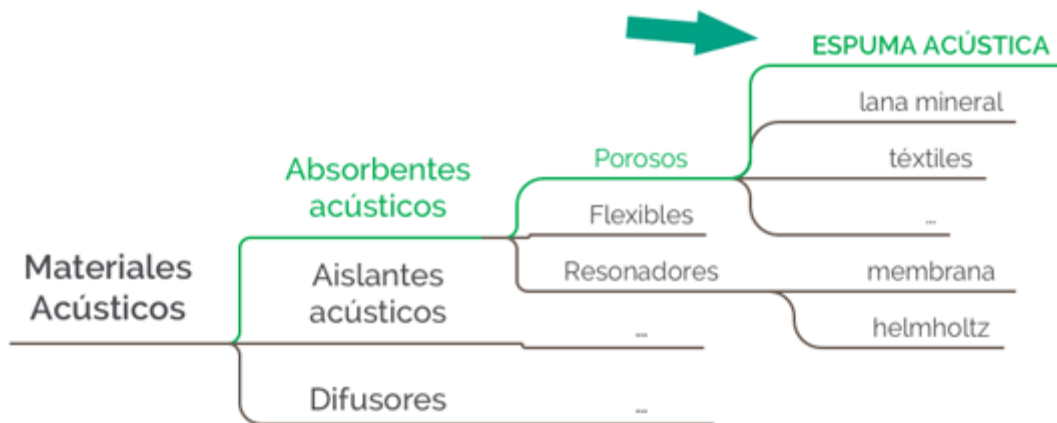 ESPUMA ACÚSTICA
lana mineral
Absorbentes
acústicos
Porosos
téxtiles
Flexibles
...
Materiales
Acústicos
Aislantes
acústicos
Resonadores
membrana
...
helmholtz
Difusores
...